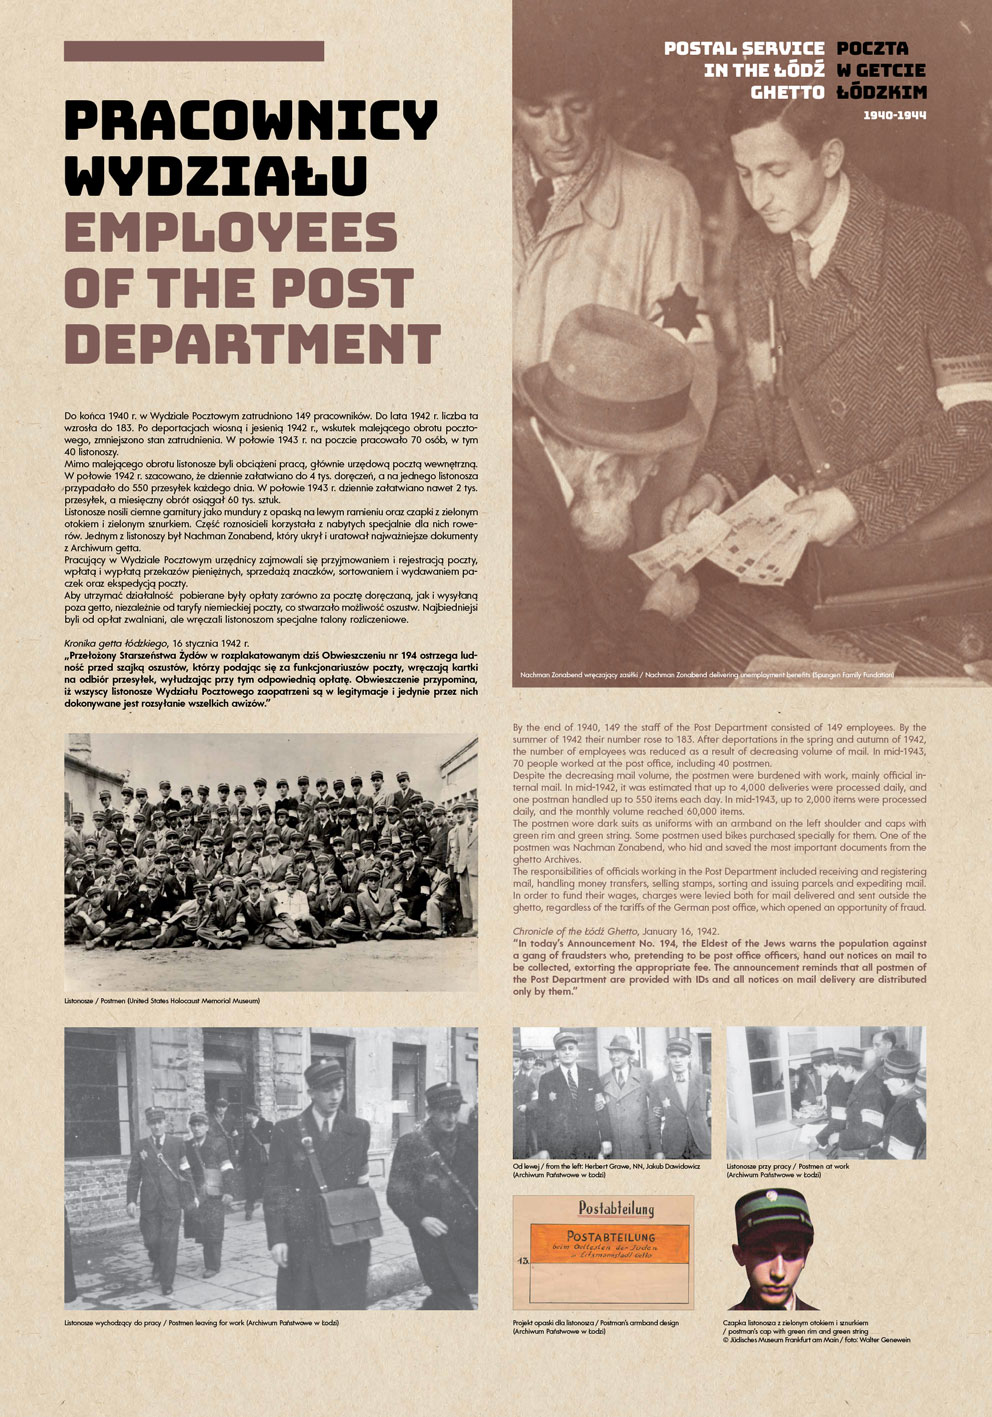 POSTAL SERVICE
IN THE ŁÓDŹ
GHETTO
POCZTA
W GETCIE
ŁÓDZKIM
1940-1944
PRACOWNICY
WYDZIAŁU
EMPLOYEES
OF THE POST
DEPARTMENT
Do końca 1940 r. w Wydziale Pocztowym zatrudniono 149 pracowników. Do lata 1942 r. liczba ta
wzrosła do 183. Po deportacjach wiosną i jesienią 1942 r., wskutek malejącego obrotu poczto-
wego, zmniejszono stan zatrudnienia. W połowie 1943 r. na poczcie pracowało 70 osób, w tym
40 listonoszy.
Mimo malejącego obrotu listonosze byli obciążeni pracą, głównie urzędową pocztą wewnętrzną.
W połowie 1942 r. szacowano, że dziennie załatwiano do 4 tys. doręczeń, a na jednego listonosza
przypadało do 550 przesyłek każdego dnia. W połowie 1943 r. dziennie załatwiano nawet 2 tys.
przesyłek, a miesięczny obrót osiągał 60 tys. sztuk.
Listonosze nosili ciemne garnitury jako mundury z opaską na lewym ramieniu oraz czapki z zielonym
otokiem i zielonym sznurkiem. Część roznosicieli korzystała z nabytych specjalnie dla nich rowe-
rów. Jednym z listonoszy był Nachman Zonabend, który ukrył i uratował najważniejsze dokumenty
z Archiwum getta.
Pracujący w Wydziale Pocztowym urzędnicy zajmowali się przyjmowaniem i rejestracją poczty,
wpłatą i wypłatą przekazów pieniężnych, sprzedażą znaczków, sortowaniem i wydawaniem pa-
czek oraz ekspedycją poczty.
Aby utrzymać działalność pobierane były opłaty zarówno za pocztę doręczaną, jak i wysyłaną
poza getto, niezależnie od taryfy niemieckiej poczty, co stwarzało możliwość oszustw. Najbiedniejsi
byli od opłat zwalniani, ale wręczali listonoszom specjalne talony rozliczeniowe.
Kronika getta łódzkiego, 16 stycznia 1942 r.
„Przełożony Starszeństwa Żydów w rozplakatowanym dziś Obwieszczeniu nr 194 ostrzega lud-
ność przed szajką oszustów, którzy podając się za funkcjonariuszów poczty, wręczają kartki
na odbiór przesyłek, wyłudzając przy tym odpowiednią opłatę. Obwieszczenie przypomina,
iż wszyscy listonosze Wydziału Pocztowego zaopatrzeni są w legitymacje i jedynie przez nich
dokonywane jest rozsyłanie wszelkich awizów.”
Nachman Zonabend wręczający zasiłki / Nachman Zonabend delivering unemployment benefits (Spungen Family Fundation)
By the end of 1940, 149 the staff of the Post Department consisted of 149 employees. By the
summer of 1942 their number rose to 183. After deportations in the spring and autumn of 1942,
the number of employees was reduced as a result of decreasing volume of mail. In mid-1943,
70 people worked at the post office, including 40 postmen.
Despite the decreasing mail volume, the postmen were burdened with work, mainly official in-
ternal mail. In mid-1942, it was estimated that up to 4,000 deliveries were processed daily, and
one postman handled up to 550 items each day. In mid-1943, up to 2,000 items were processed
daily, and the monthly volume reached 60,000 items.
The postmen wore dark suits as uniforms with an armband on the left shoulder and caps with
green rim and green string. Some postmen used bikes purchased specially for them. One of the
postmen was Nachman Zonabend, who hid and saved the most important documents from the
ghetto Archives.
The responsibilities of officials working in the Post Department included receiving and registering
mail, handling money transfers, selling stamps, sorting and issuing parcels and expediting mail.
In order to fund their wages, charges were levied both for mail delivered and sent outside the
ghetto, regardless of the tariffs of the German post office, which opened an opportunity of fraud.
Chronicle of the Łódź Ghetto, January 16, 1942.
“In today’s Announcement No. 194, the Eldest of the Jews warns the population against
a gang of fraudsters who, pretending to be post office officers, hand out notices on mail to
be collected, extorting the appropriate fee. The announcement reminds that all postmen of
the Post Department are provided with IDs and all notices on mail delivery are distributed
only by them.”
Listonosze / Postmen (United States Holocaust Memorial Museum)
Listonosze wychodzący do pracy / Postmen leaving for work (Archiwum Państwowe w Łodzi)
Od lewej / from the left: Herbert Grawe, NN, Jakub Dawidowicz
(Archiwum Państwowe w Łodzi)
Listonosze przy pracy / Postmen at work
(Archiwum Państwowe w Łodzi)
Postabteilung
POSTABTEILUNG
beim Aeltesten der Juden
in Litzmannstadt-Getto
13.
Projekt opaski dla listonosza / Postman's armband design
(Archiwum Państwowe w Łodzi)
Czapka listonosza z zielonym otokiem i sznurkiem
/ postman's cap with green rim and green string
© Jüdisches Museum Frankfurt am Main / foto: Walter Genewein